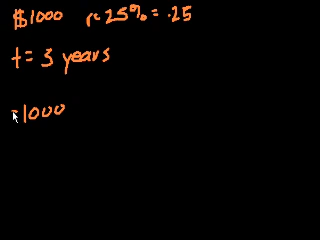 $1000 r= 25% = .25
t = 3 years
=1000